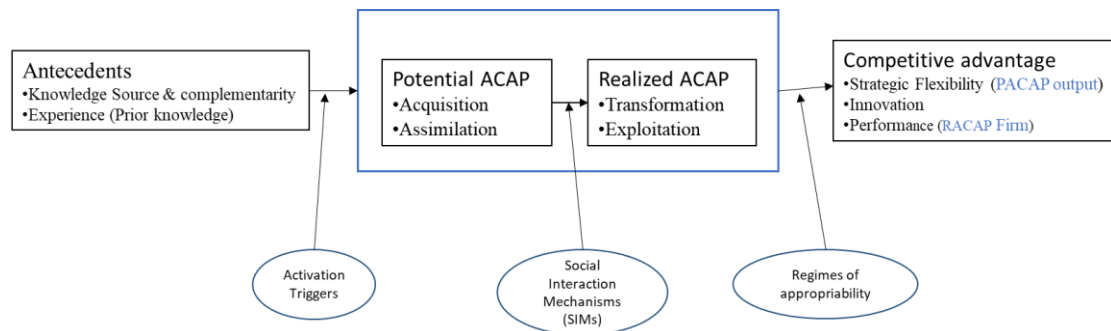 Antecedents
•Knowledge Source & complementarity
•Experience (Prior knowledge)
Potential ACAP
•Acquisition
•Assimilation
Realized ACAP
•Transformation
•Exploitation
Competitive advantage
•Strategic Flexibility (PACAP output)
•Innovation
•Performance (RACAP Firm)
Activation
Triggers
Social
Interaction
Mechanisms
(SIMs)
Regimes of
appropriability